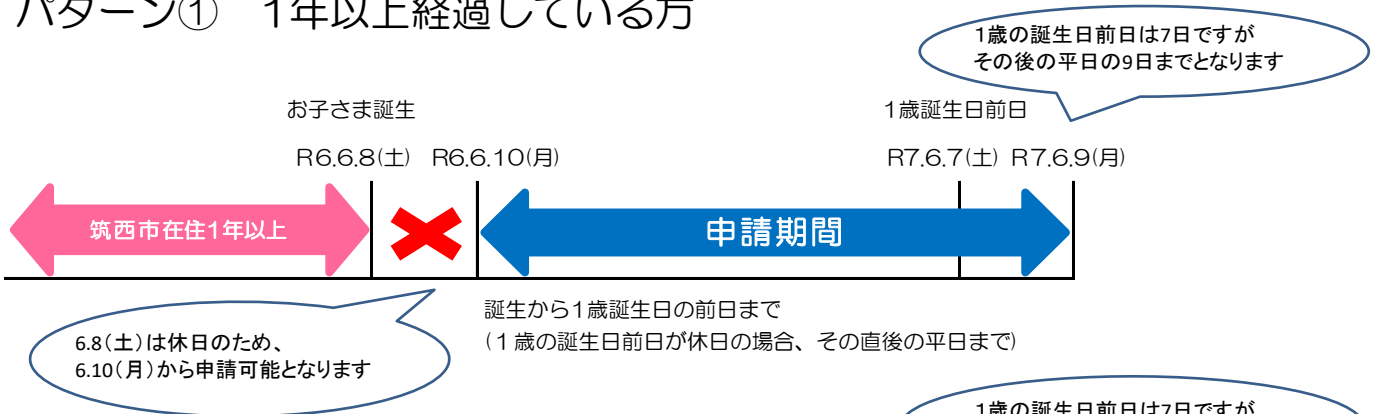 パターン①　1年以上経過している方
1歳の誕生日前日は7日ですが
その後の平日の9日までとなります
お子さま誕生
1歳誕生日前日
R6.6.8(土)　R6.6.10(月)
R7.6.7(土) R7.6.9(月)
筑西市在住1年以上
申請期間
誕生から1歳誕生日の前日まで
(1歳の誕生日前日が休日の場合、その直後の平日まで)
6.8(土)は休日のため、
6.10(月)から申請可能となります
1歳の誕生日前日は7日ですが